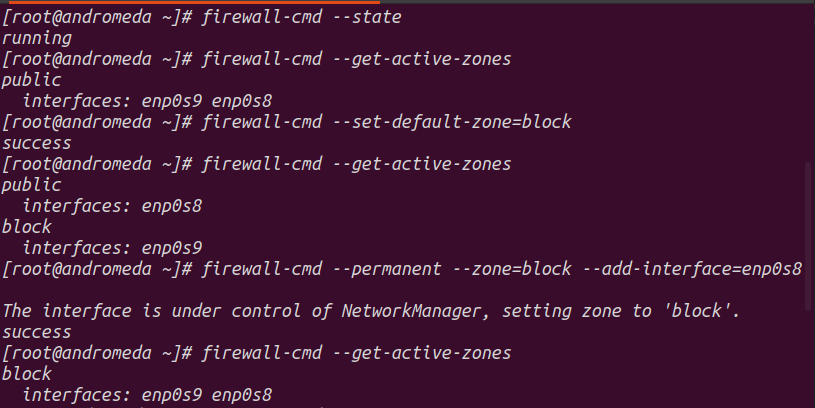 [root@andromeda ~]# firewall-cmd --state
running
[root@andromeda ~]# firewall-cmd --get-active-zones
public
  interfaces: enp0s9 enp0s8
[root@andromeda ~]# firewall-cmd --set-default-zone=block
success
[root@andromeda ~]# firewall-cmd --get-active-zones
public
  interfaces: enp0s8
block
  interfaces: enp0s9
[root@andromeda ~]# firewall-cmd --permanent --zone=block --add-interface=enp0s8
The interface is under control of NetworkManager, setting zone to 'block'.
success
[root@andromeda ~]# firewall-cmd --get-active-zones
block
  interfaces: enp0s9 enp0s8